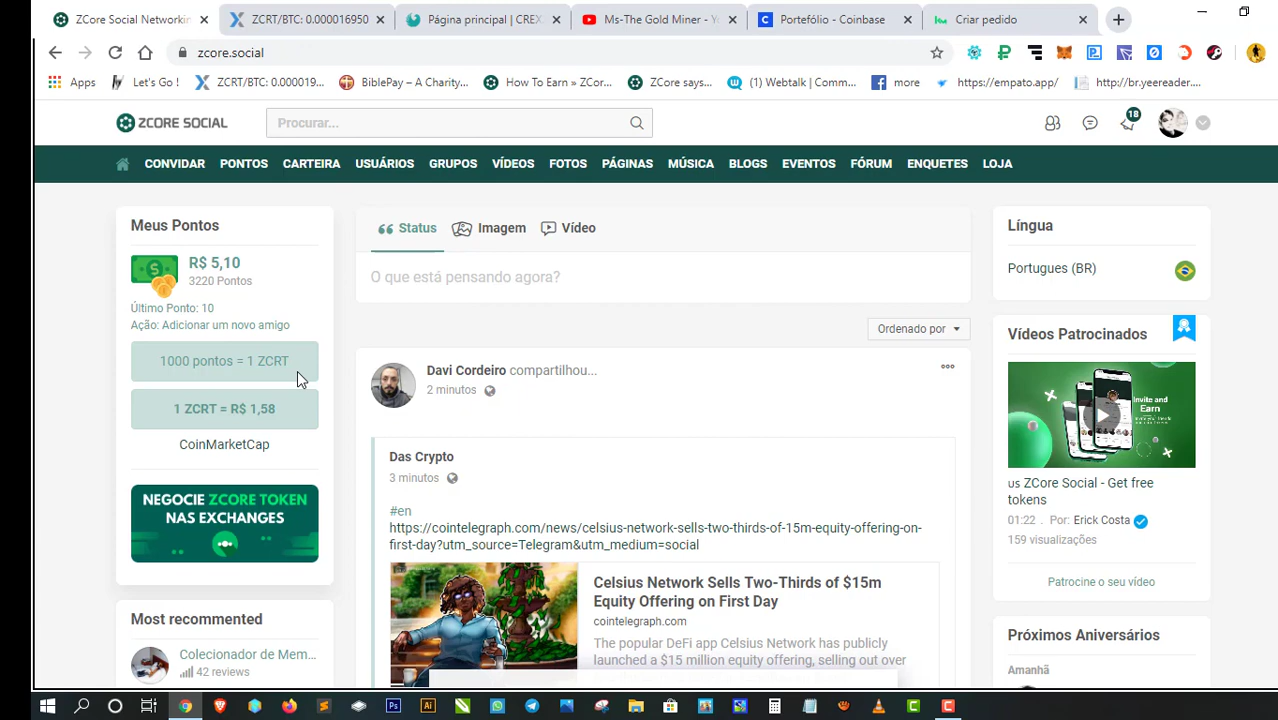 ZCore Social Networkin
ZCRT/BTC: 0.000016950
Página principal | CREX
Ms-The Gold Miner - Yo
Portefólio - Coinbase
Criar pedido
zcore.social
Apps
Let's Go !
ZCRT/BTC: 0.000019...
BiblePay – A Charity...
How To Earn » ZCor...
ZCore says...
(1) Webtalk | Comm...
more
https://empato.app/
http://br.yeereader....
ZCORE SOCIAL
Procurar...
18
CONVIDAR
PONTOS
CARTEIRA
USUÁRIOS
GRUPOS
VÍDEOS
FOTOS
PÁGINAS
MÚSICA
BLOGS
EVENTOS
FÓRUM
ENQUETES
LOJA
Meus Pontos
R$ 5,10
3220 Pontos
Último Ponto: 10
Ação: Adicionar um novo amigo
1000 pontos = 1 ZCRT
1 ZCRT = R$ 1,58
CoinMarketCap
NEGOCIE ZCORE TOKEN
NAS EXCHANGES
Most recommended
Colecionador de Mem...
42 reviews
Status
Imagem
Vídeo
O que está pensando agora?
Ordenado por
Davi Cordeiro compartilhou...
2 minutos
Das Crypto
3 minutos
#en
https://cointelegraph.com/news/celsius-network-sells-two-thirds-of-15m-equity-offering-on-
first-day?utm_source=Telegram&utm_medium=social
Celsius Network Sells Two-Thirds of $15m
Equity Offering on First Day
cointelegraph.com
The popular DeFi app Celsius Network has publicly
launched a $15 million equity offering, selling out over
Língua
Portugues (BR)
Vídeos Patrocinados
Invite and
Earn
us ZCore Social - Get free
tokens
01:22 . Por: Erick Costa
159 visualizações
Patrocine o seu vídeo
Próximos Aniversários
Amanhã